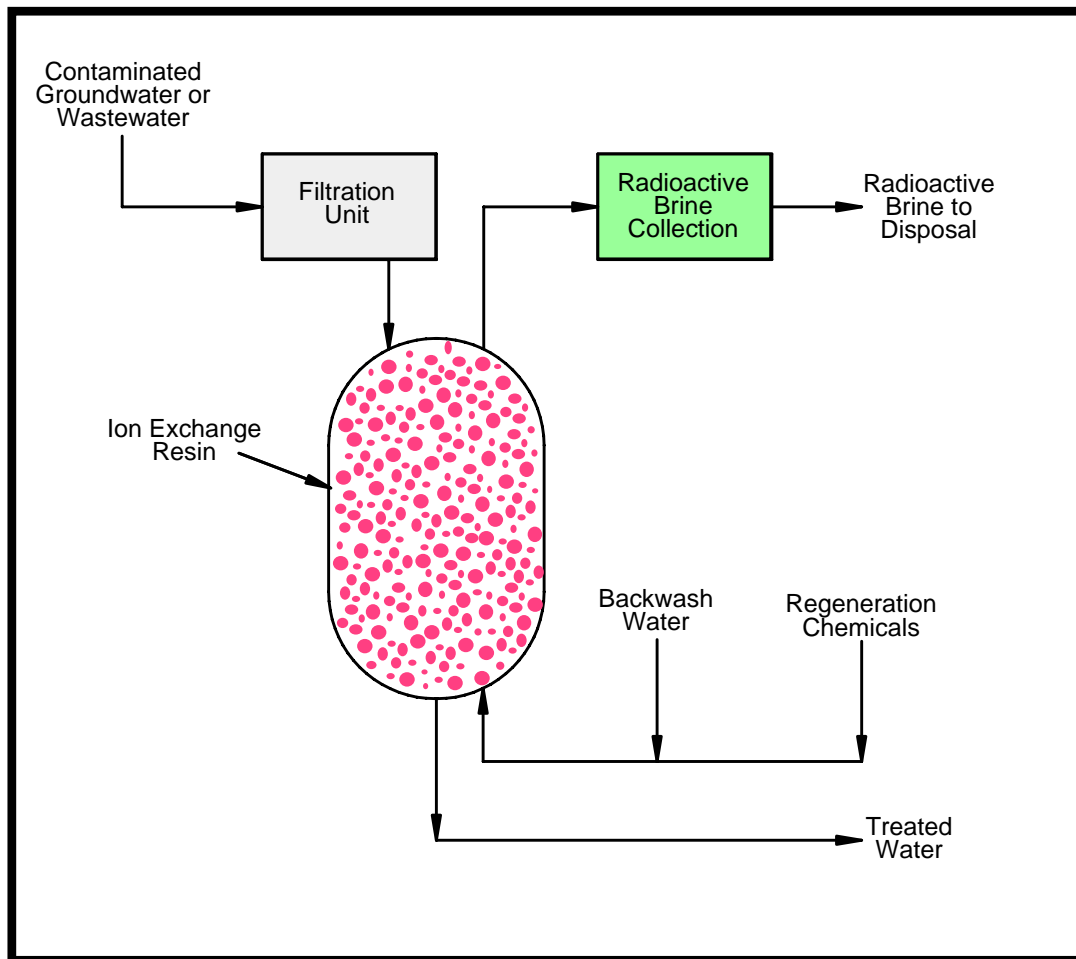 Contaminated
Groundwater or
Wastewater
Filtration
Unit
Radioactive
Brine
Collection
Radioactive
Brine to
Disposal
Ion Exchange
Resin
Backwash
Water
Regeneration
Chemicals
Treated
Water